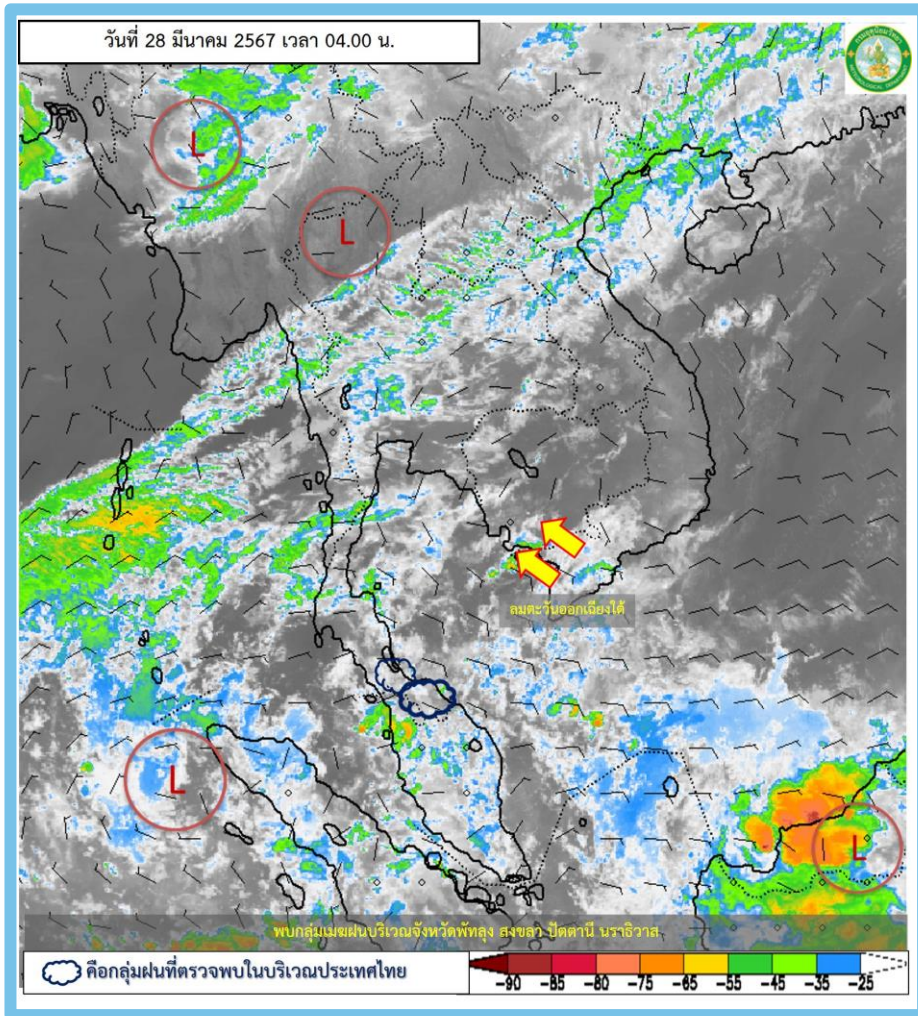 วันที่ 28 มีนาคม 2567 เวลา 04.00 น.
L
L
ลมตะวันออกเฉียงใต้
L
L
พบกลุ่มเมฆฝนบริเวณจังหวัดพัทลุง สงขลา ปัตตานี นราธิวาส
คือกลุ่มฝนที่ตรวจพบในบริเวณประเทศไทย
-90 -85 -80 -75 -65 -55 -45 -35 -25